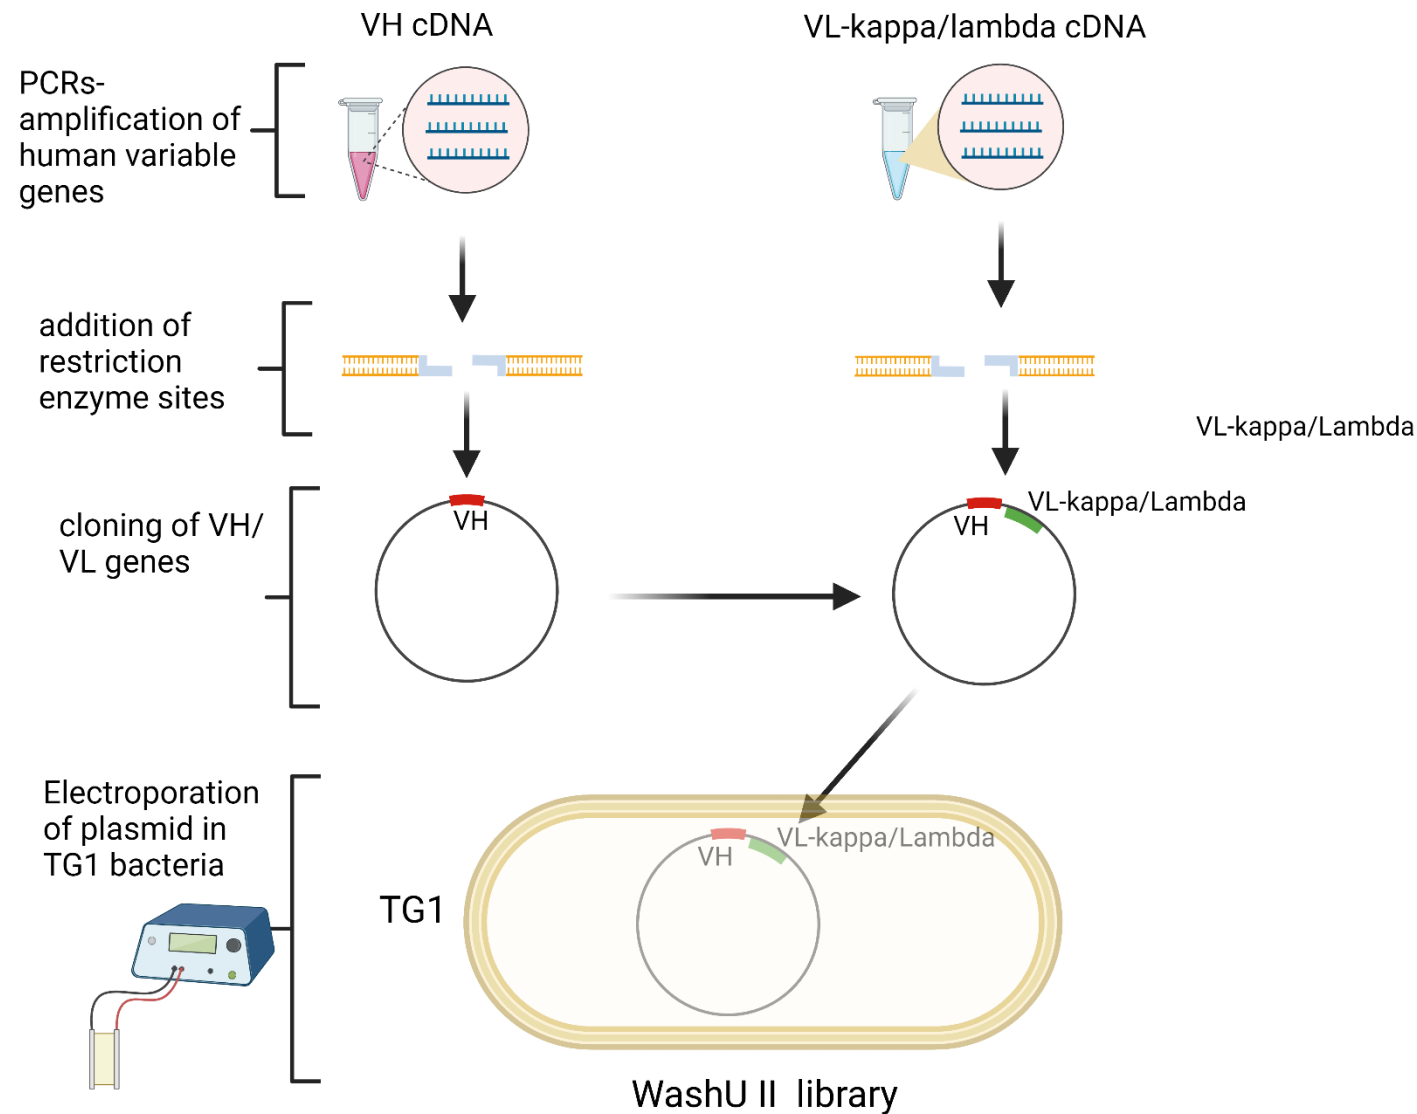 VH cDNA
VL-kappa/lambda cDNA
PCRs-
amplification of
human variable
genes
addition of
restriction
enzyme sites
VL-kappa/Lambda
cloning of VH/
VL genes
VH
VH
VL-kappa/Lambda
Electroporation
of plasmid in
TG1 bacteria
TG1
VH
VL-kappa/Lambda
WashU II library